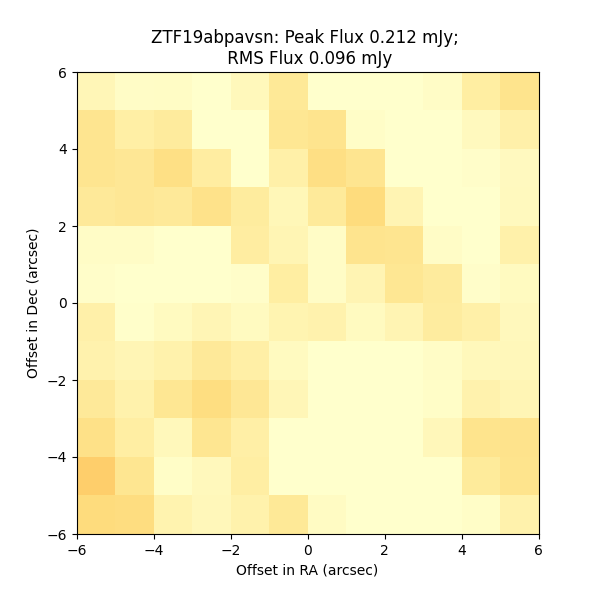 ZTF19abpavsn: Peak Flux 0.212 mJy;
RMS Flux 0.096 mJy
6
4
2
0
−2
−4
−6
Offset in Dec (arcsec)
−6 −4 −2 0 2 4 6
Offset in RA (arcsec)